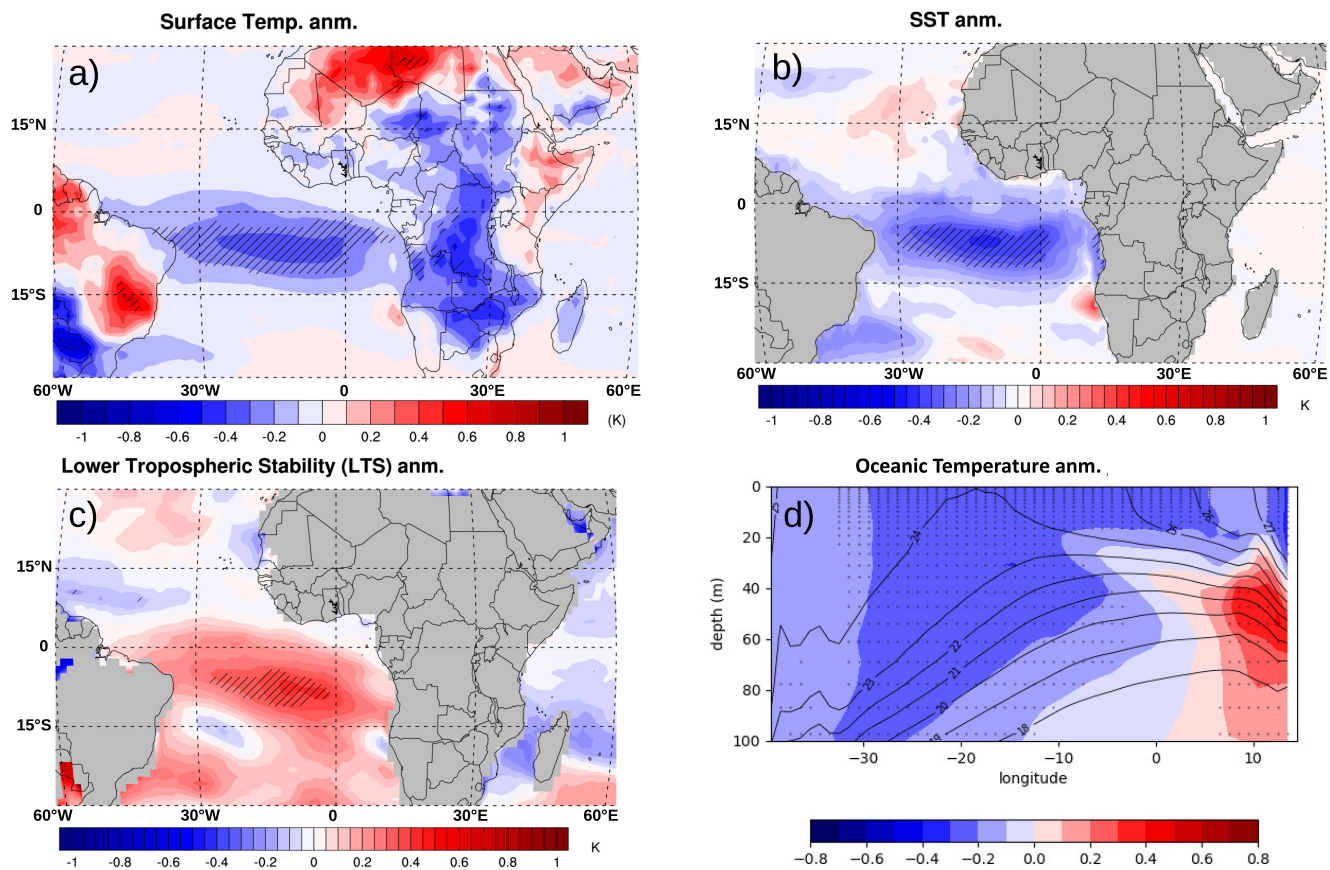 Surface Temp. anm.
a)
15°N
0
15°S
60°W 30°W 0 30°E 60°E
-1 -0.8 -0.6 -0.4 -0.2 0 0.2 0.4 0.6 0.8 1 (K)
SST anm.
b)
15°N
0
15°S
60°W 30°W 0 30°E 60°E
-1 -0.8 -0.6 -0.4 -0.2 0 0.2 0.4 0.6 0.8 1 K
Lower Tropospheric Stability (LTS) anm.
c)
15°N
0
15°S
60°W 30°W 0 30°E 60°E
-1 -0.8 -0.6 -0.4 -0.2 0 0.2 0.4 0.6 0.8 1 K
Oceanic Temperature anm.
d)
0
20
40
60
80
100
depth (m)
25 24 25 26 27
23 22 21 20 19 18
−30 −20 −10 0 10
longitude
−0.8 −0.6 −0.4 −0.2 0.0 0.2 0.4 0.6 0.8